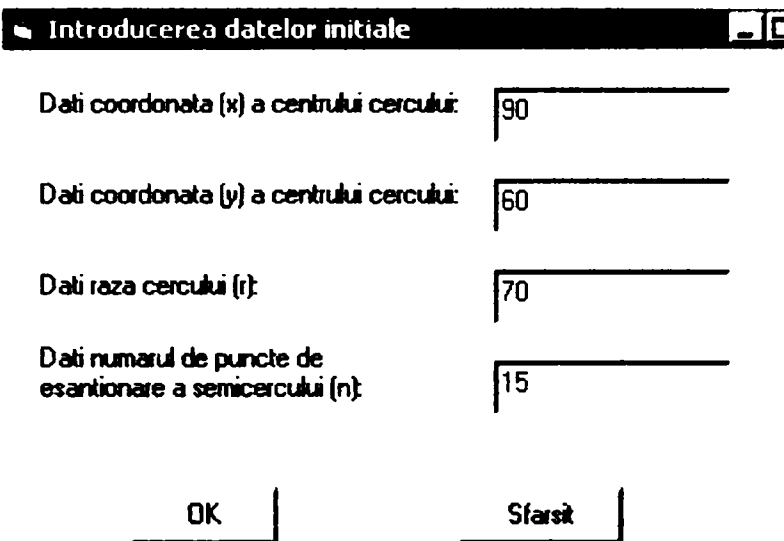 Introducerea datelor initiale
Dati coordonata (x) a centrului cercului: 90
Dati coordonata (y) a centrului cercului: 60
Dati raza cercului (r): 70
Dati numarul de puncte de
esantionare a semicercului (n): 15
OK Sfarsit